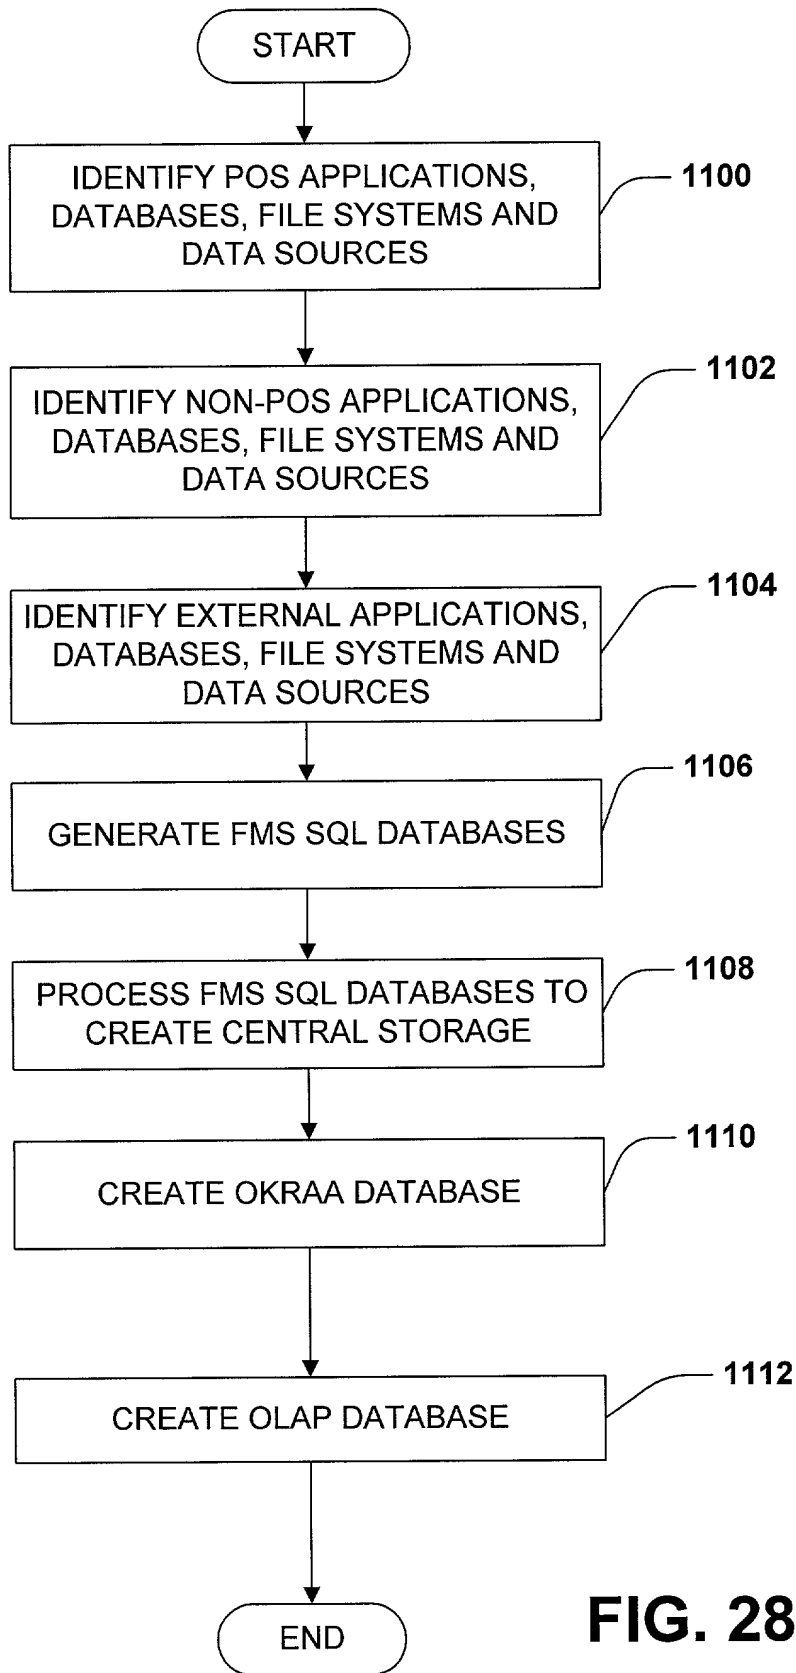 START
IDENTIFY POS APPLICATIONS,
DATABASES, FILE SYSTEMS AND
DATA SOURCES
1100
IDENTIFY NON-POS APPLICATIONS,
DATABASES, FILE SYSTEMS AND
DATA SOURCES
1102
IDENTIFY EXTERNAL APPLICATIONS,
DATABASES, FILE SYSTEMS AND
DATA SOURCES
1104
GENERATE FMS SQL DATABASES
1106
PROCESS FMS SQL DATABASES TO
CREATE CENTRAL STORAGE
1108
CREATE OKRAA DATABASE
1110
CREATE OLAP DATABASE
1112
END
FIG. 28